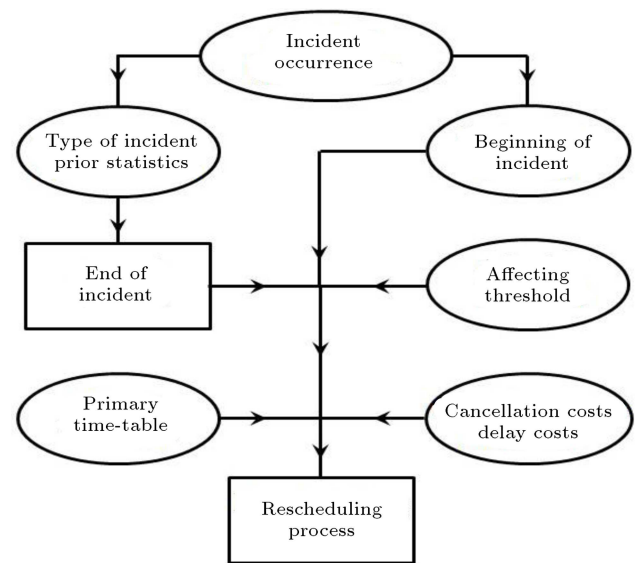 Incident
occurrence
Type of incident
prior statistics
Beginning of
incident
End of
incident
Affecting
threshold
Primary
time-table
Cancellation costs
delay costs
Rescheduling
process